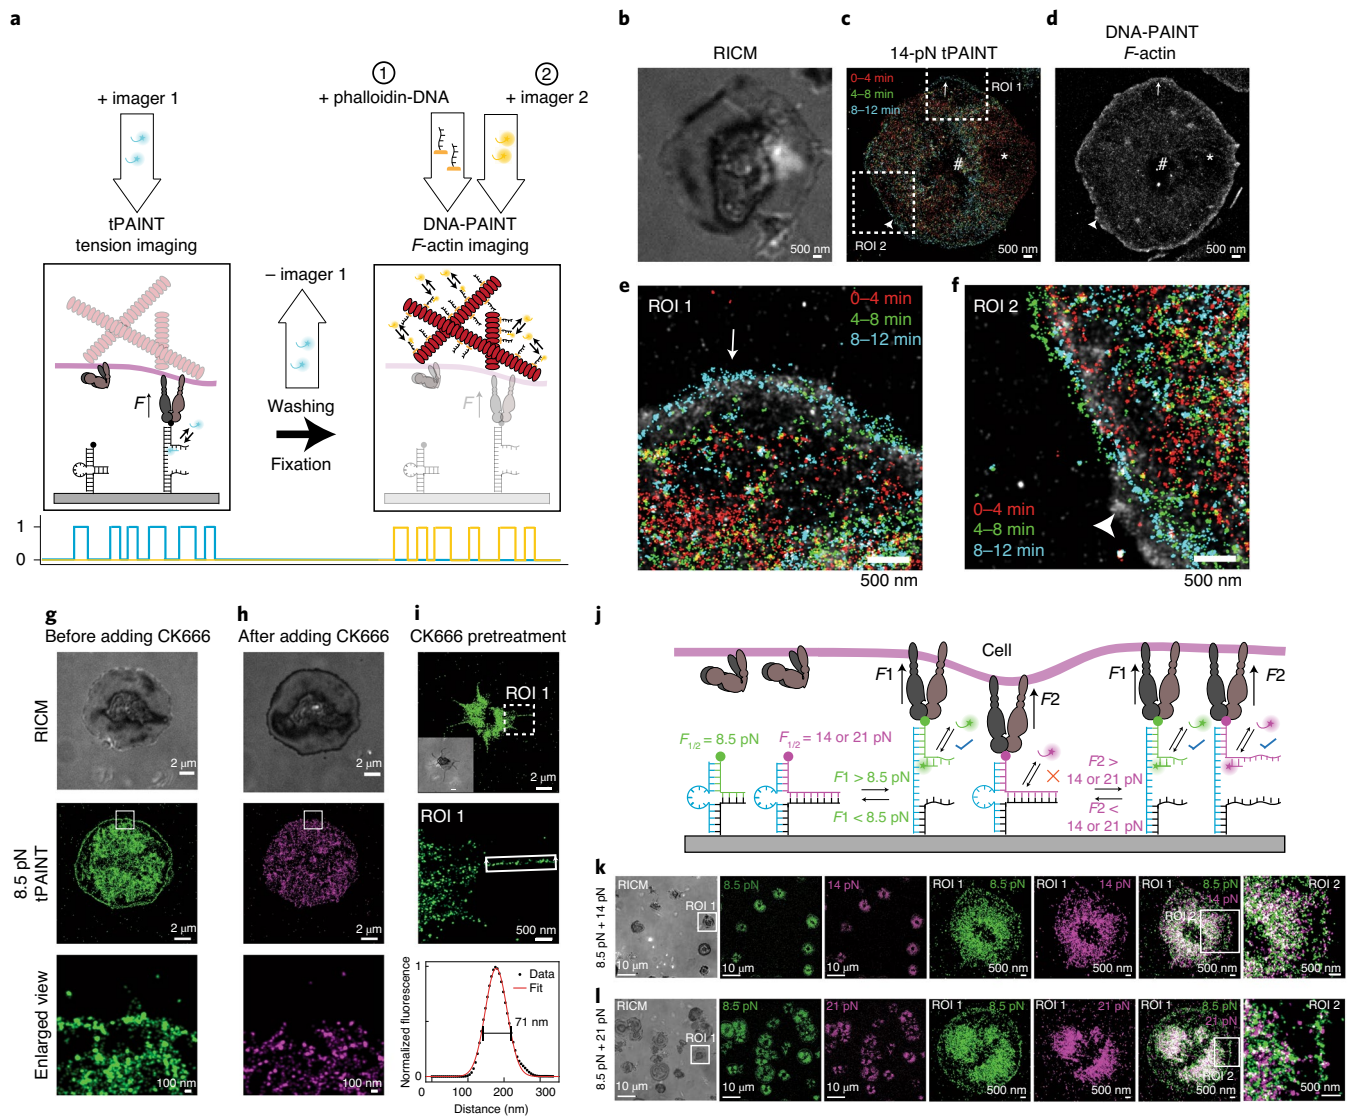 a
1
2
+ imager 1
+ phalloidin-DNA
+ imager 2
tPAINT
tension imaging
DNA-PAINT
F-actin imaging
– imager 1
F
F
Washing
Fixation
1
0
b
RICM
500 nm
c
14-pN tPAINT
0–4 min
4–8 min
8–12 min
ROI 1
#
*
ROI 2
500 nm
d
DNA-PAINT
F-actin
#
*
500 nm
e
ROI 1
0–4 min
4–8 min
8–12 min
500 nm
f
ROI 2
0–4 min
4–8 min
8–12 min
500 nm
g
Before adding CK666
h
After adding CK666
i
CK666 pretreatment
RICM
2 µm
2 µm
ROI 1
2 µm
8.5 pN
tPAINT
2 µm
2 µm
ROI 1
500 nm
Enlarged view
100 nm
100 nm
Normalized fluorescence
1
0
Data
Fit
71 nm
0 100 200 300
Distance (nm)
j
Cell
F1
F2
F1
F2
F1/2 = 8.5 pN
F1/2 = 14 or 21 pN
F1 > 8.5 pN
F1 < 8.5 pN
F2 >
14 or 21 pN
F2 <
14 or 21 pN
k
8.5 pN + 14 pN
RICM
ROI 1
10 µm
8.5 pN
10 µm
14 pN
10 µm
ROI 1
8.5 pN
500 nm
ROI 1
14 pN
500 nm
ROI 1
8.5 pN
14 pN
ROI 2
500 nm
ROI 2
500 nm
l
8.5 pN + 21 pN
RICM
ROI 1
10 µm
8.5 pN
10 µm
21 pN
10 µm
ROI 1
8.5 pN
500 nm
ROI 1
21 pN
500 nm
ROI 1
8.5 pN
21 pN
ROI 2
500 nm
ROI 2
500 nm